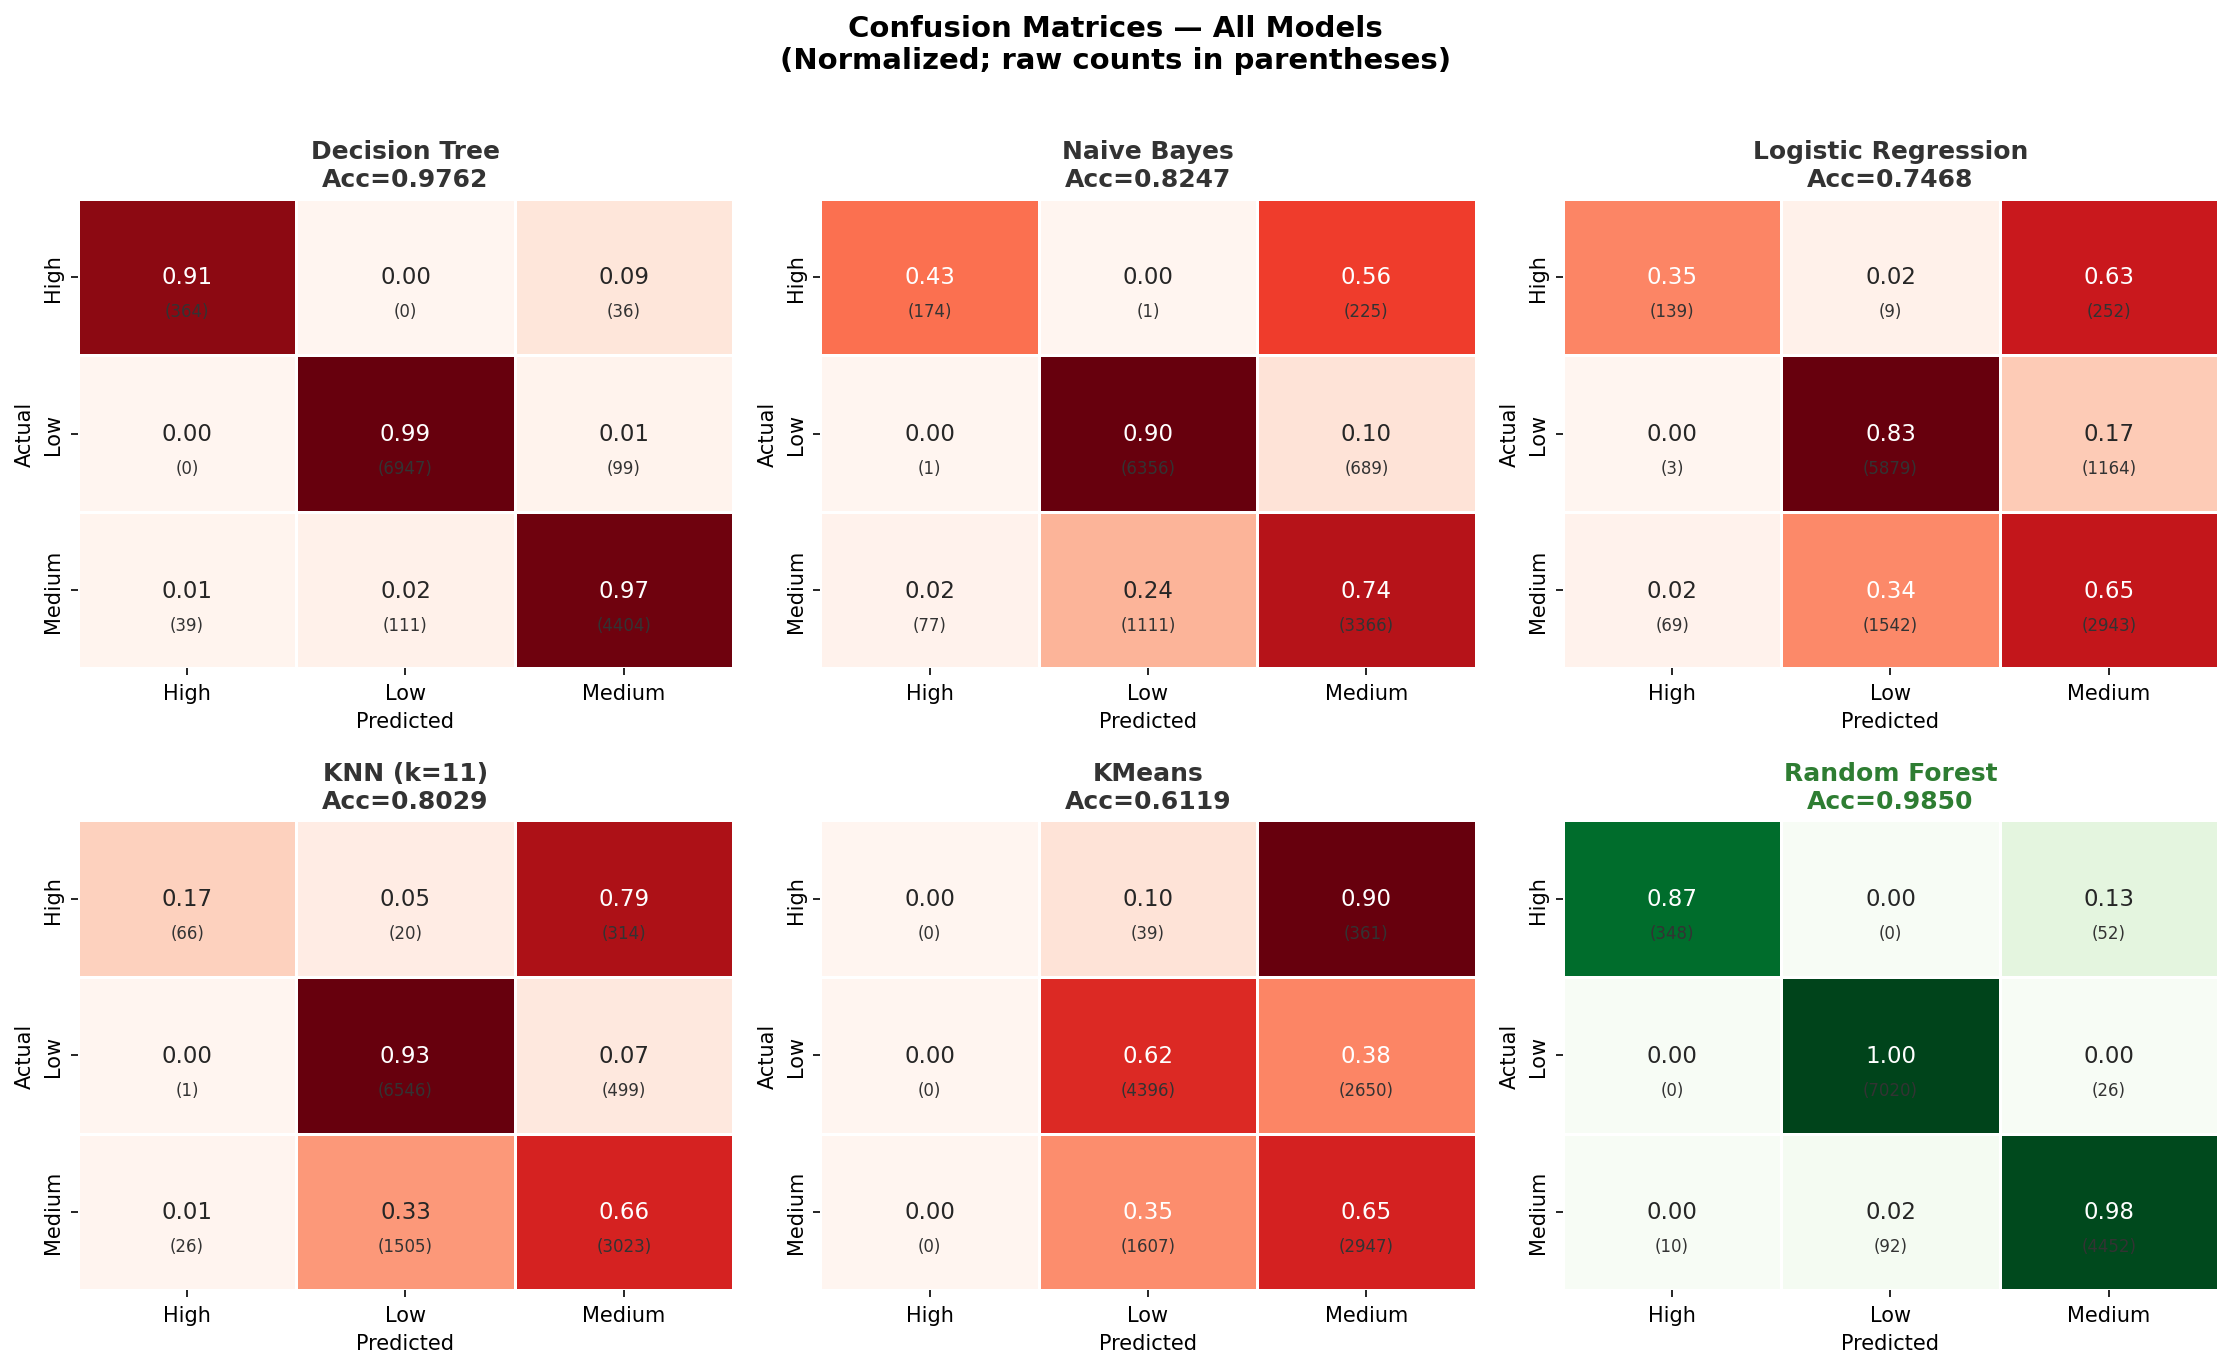 Confusion Matrices — All Models
(Normalized; raw counts in parentheses)
Decision Tree
Acc=0.9762
High
Low
Medium
Actual
0.91 0.00 0.09
(364) (0) (36)
0.00 0.99 0.01
(0) (6947) (99)
0.01 0.02 0.97
(39) (111) (4404)
High Low Medium
Predicted
Naive Bayes
Acc=0.8247
High
Low
Medium
Actual
0.43 0.00 0.56
(174) (1) (225)
0.00 0.90 0.10
(1) (6356) (689)
0.02 0.24 0.74
(77) (1111) (3366)
High Low Medium
Predicted
Logistic Regression
Acc=0.7468
High
Low
Medium
Actual
0.35 0.02 0.63
(139) (9) (252)
0.00 0.83 0.17
(3) (5879) (1164)
0.02 0.34 0.65
(69) (1542) (2943)
High Low Medium
Predicted
KNN (k=11)
Acc=0.8029
High
Low
Medium
Actual
0.17 0.05 0.79
(66) (20) (314)
0.00 0.93 0.07
(1) (6546) (499)
0.01 0.33 0.66
(26) (1505) (3023)
High Low Medium
Predicted
KMeans
Acc=0.6119
High
Low
Medium
Actual
0.00 0.10 0.90
(0) (39) (361)
0.00 0.62 0.38
(0) (4396) (2650)
0.00 0.35 0.65
(0) (1607) (2947)
High Low Medium
Predicted
Random Forest
Acc=0.9850
High
Low
Medium
Actual
0.87 0.00 0.13
(348) (0) (52)
0.00 1.00 0.00
(0) (7020) (26)
0.00 0.02 0.98
(10) (92) (4452)
High Low Medium
Predicted